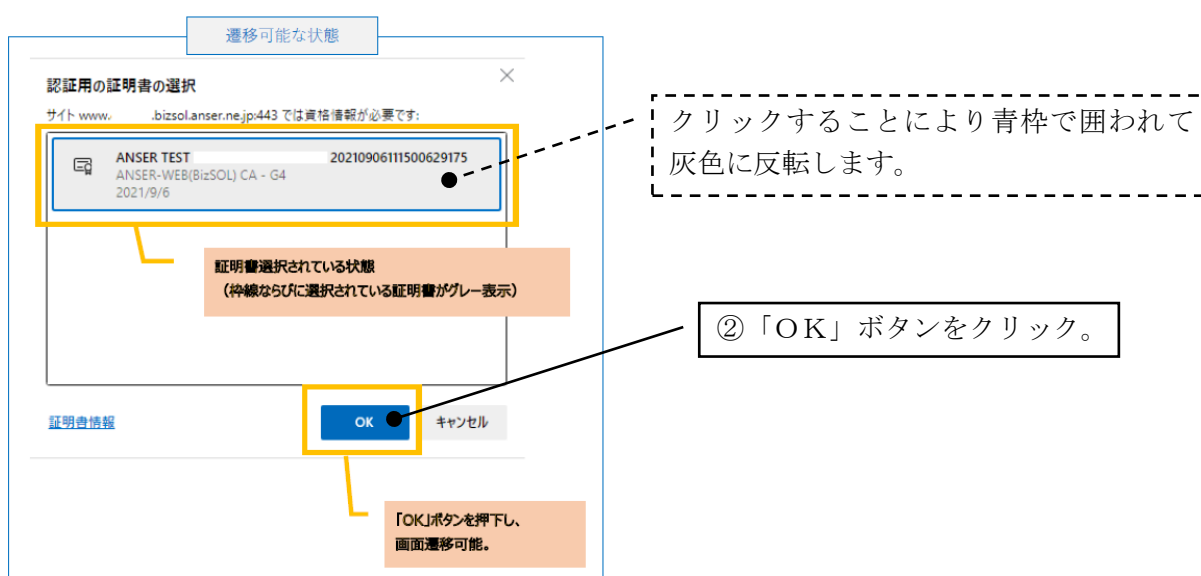 遷移可能な状態
認証用の証明書の選択
サイト www. .bizsol.anser.ne.jp:443 では資格情報が必要です:
ANSER TEST 20210906111500629175
ANSER-WEB(BizSOL) CA - G4
2021/9/6
証明書選択されている状態
（枠線ならびに選択されている証明書がグレー表示）
証明書情報
OK
キャンセル
「OK」ボタンを押下し、
画面遷移可能。
クリックすることにより青枠で囲われて
灰色に反転します。
②「ＯＫ」ボタンをクリック。